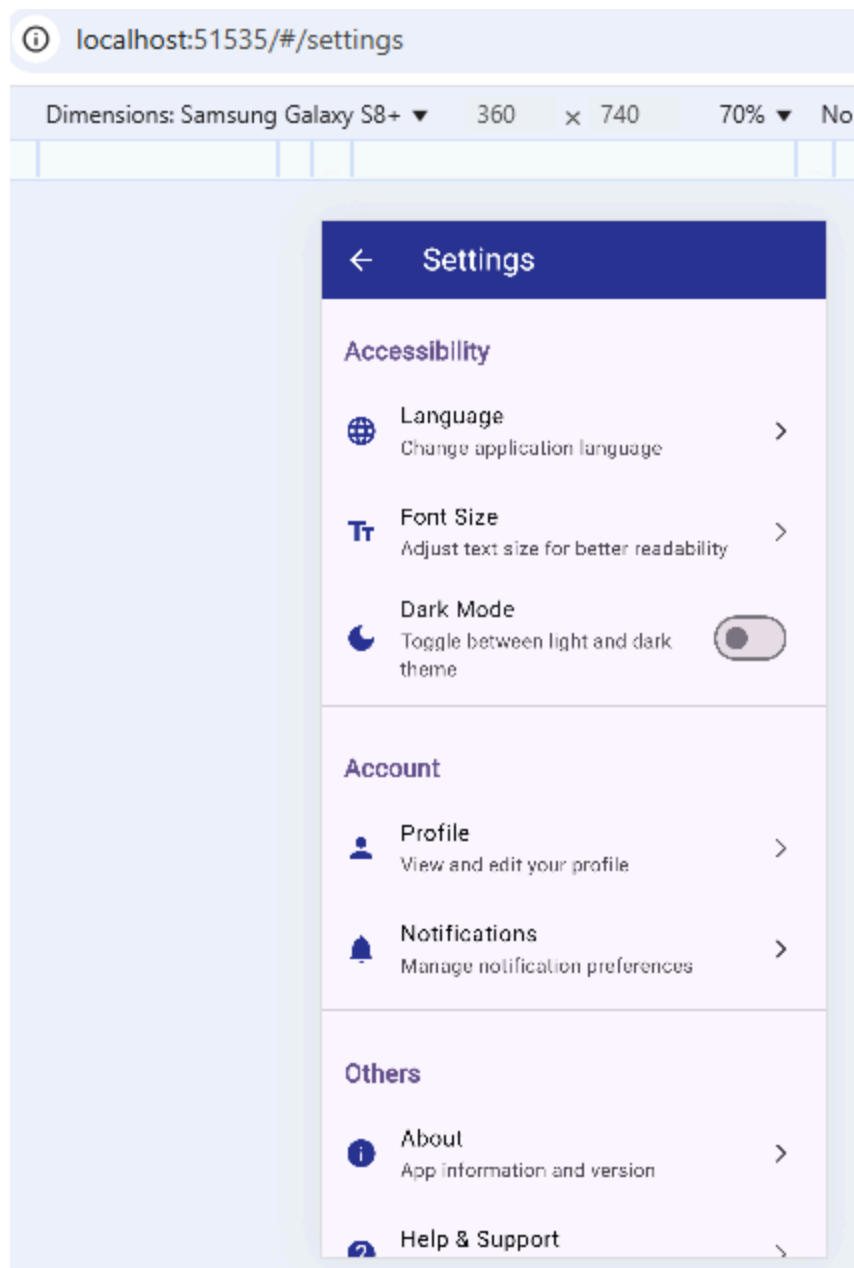 localhost:51535/#/settings
Dimensions: Samsung Galaxy S8+ ▼ 360 × 740 70% ▼ No
Settings
Accessibility
Language
Change application language
Font Size
Adjust text size for better readability
Dark Mode
Toggle between light and dark
theme
Account
Profile
View and edit your profile
Notifications
Manage notification preferences
Others
About
App information and version
Help & Support